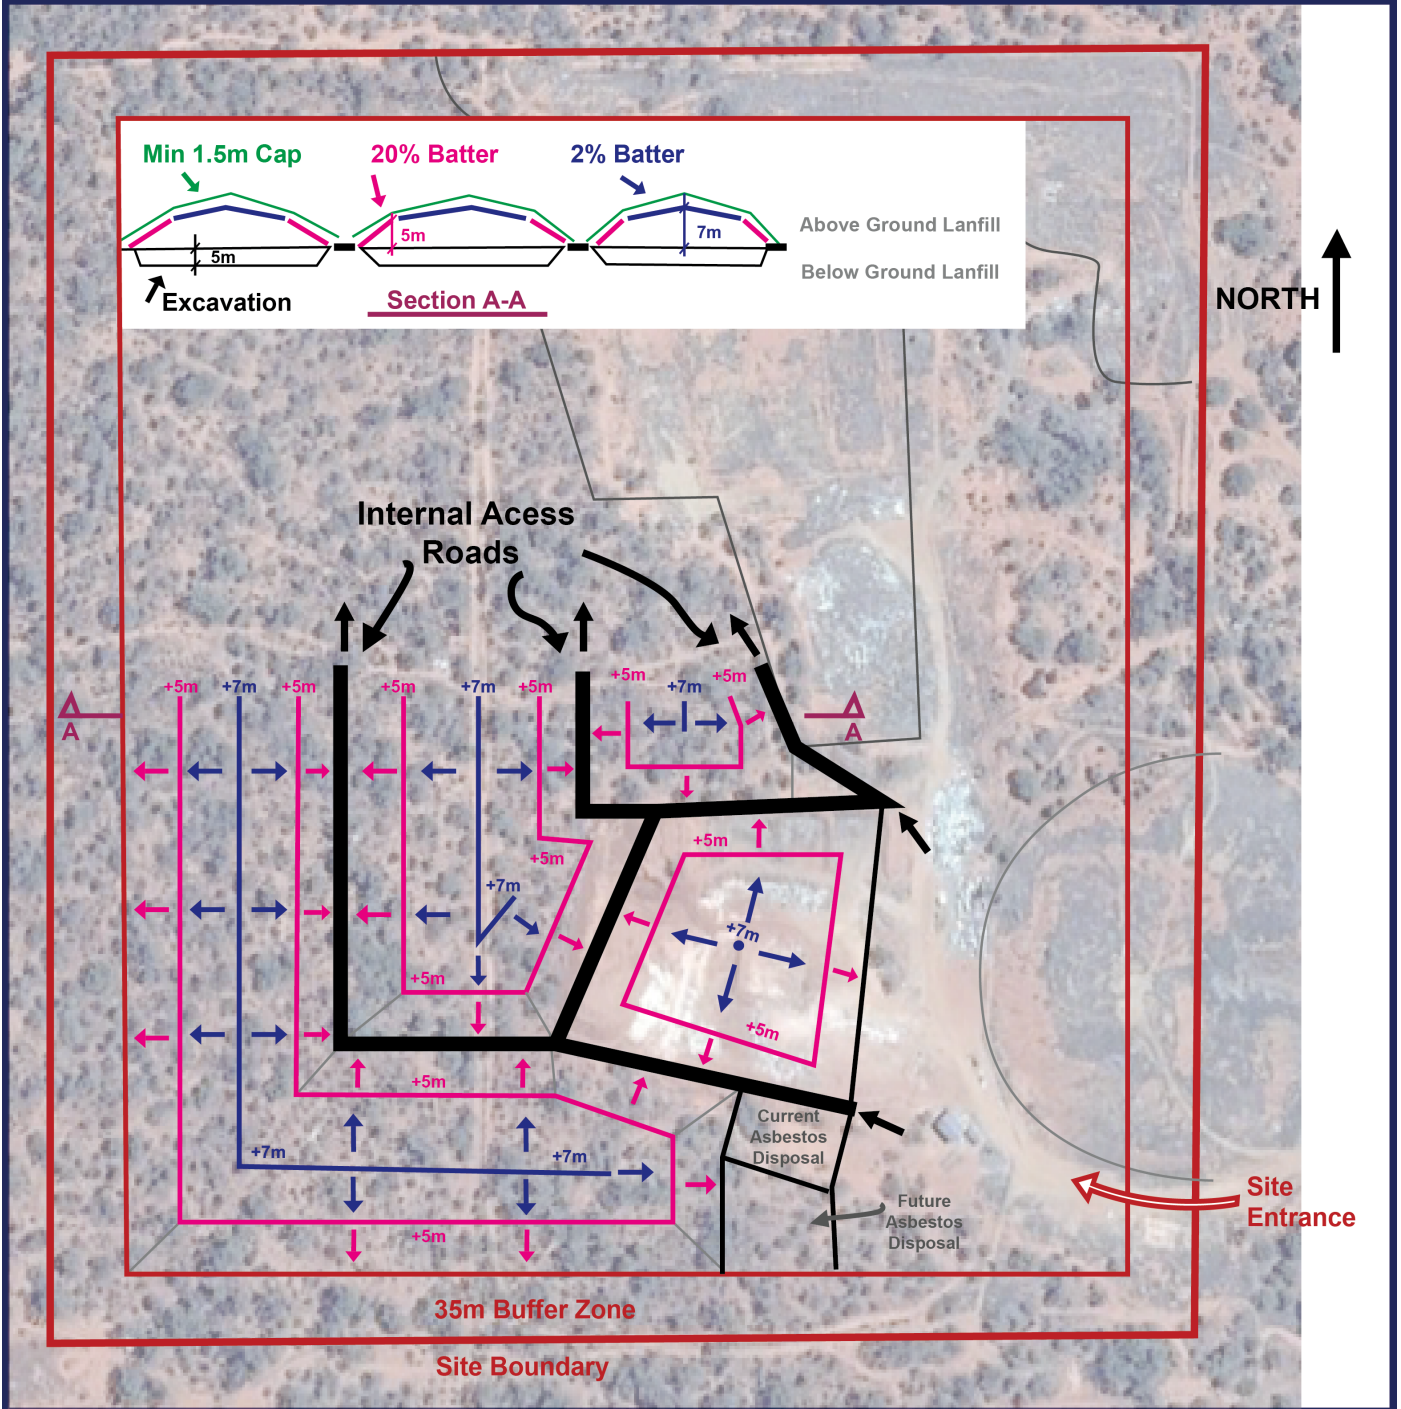 Min 1.5m Cap
20% Batter
2% Batter
5m
5m
7m
Above Ground Lanfill
Below Ground Lanfill
Excavation
Section A-A
NORTH
Internal Acess
Roads
+5m
+7m
+5m
+5m
+7m
+5m
+5m
+7m
+5m
A
A
+5m
+5m
+7m
+7m
+5m
+5m
+5m
+7m
+7m
+5m
Current
Asbestos
Disposal
Future
Asbestos
Disposal
Site
Entrance
35m Buffer Zone
Site Boundary